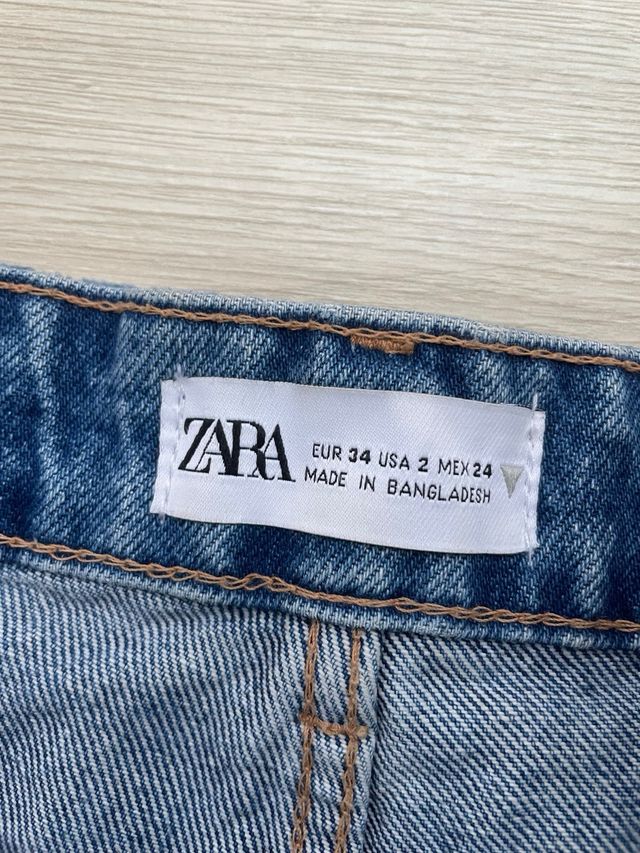 ZARA
EUR 34 USA 2 MEX 24
MADE IN BANGLADESH